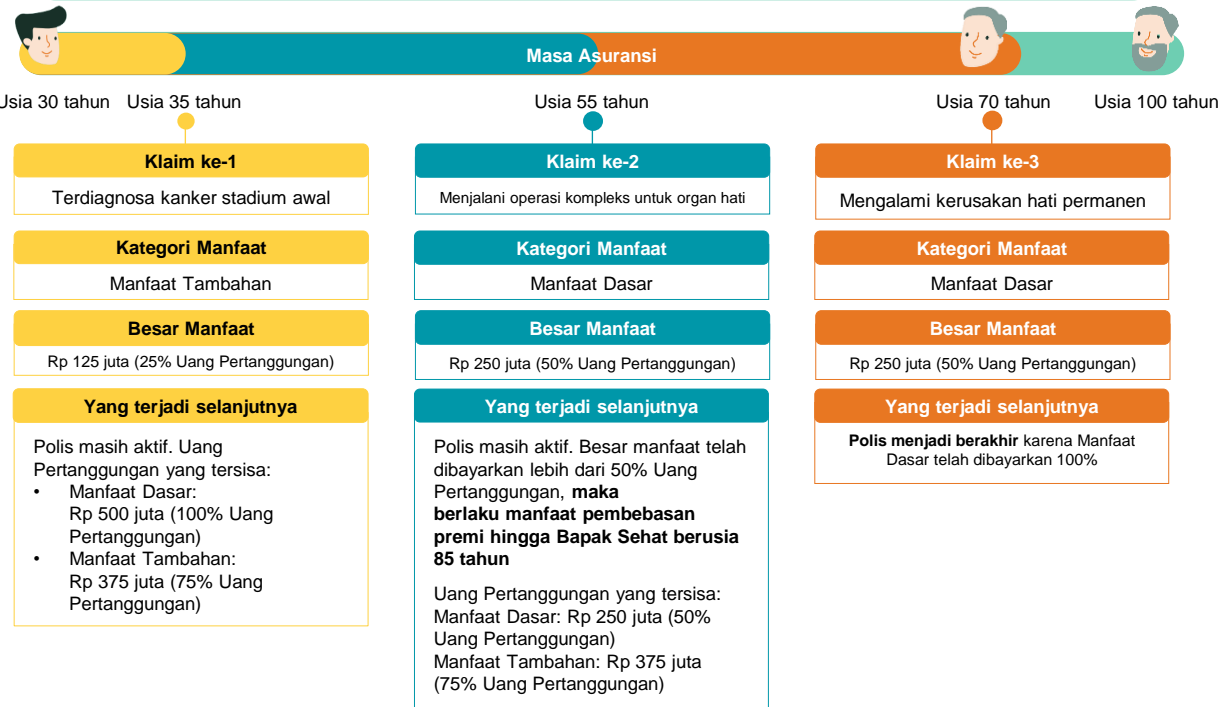 Masa Asuransi
Usia 30 tahun
Usia 35 tahun
Usia 55 tahun
Usia 70 tahun
Usia 100 tahun
Klaim ke-1
Terdiagnosa kanker stadium awal
Kategori Manfaat
Manfaat Tambahan
Besar Manfaat
Rp 125 juta (25% Uang Pertanggungan)
Yang terjadi selanjutnya
Polis masih aktif. Uang
Pertanggungan yang tersisa:
• Manfaat Dasar:
Rp 500 juta (100% Uang
Pertanggungan)
• Manfaat Tambahan:
Rp 375 juta (75% Uang
Pertanggungan)
Klaim ke-2
Menjalani operasi kompleks untuk organ hati
Kategori Manfaat
Manfaat Dasar
Besar Manfaat
Rp 250 juta (50% Uang Pertanggungan)
Yang terjadi selanjutnya
Polis masih aktif. Besar manfaat telah
dibayarkan lebih dari 50% Uang
Pertanggungan, maka
berlaku manfaat pembebasan
premi hingga Bapak Sehat berusia
85 tahun
Uang Pertanggungan yang tersisa:
Manfaat Dasar: Rp 250 juta (50%
Uang Pertanggungan)
Manfaat Tambahan: Rp 375 juta
(75% Uang Pertanggungan)
Klaim ke-3
Mengalami kerusakan hati permanen
Kategori Manfaat
Manfaat Dasar
Besar Manfaat
Rp 250 juta (50% Uang Pertanggungan)
Yang terjadi selanjutnya
Polis menjadi berakhir karena Manfaat
Dasar telah dibayarkan 100%